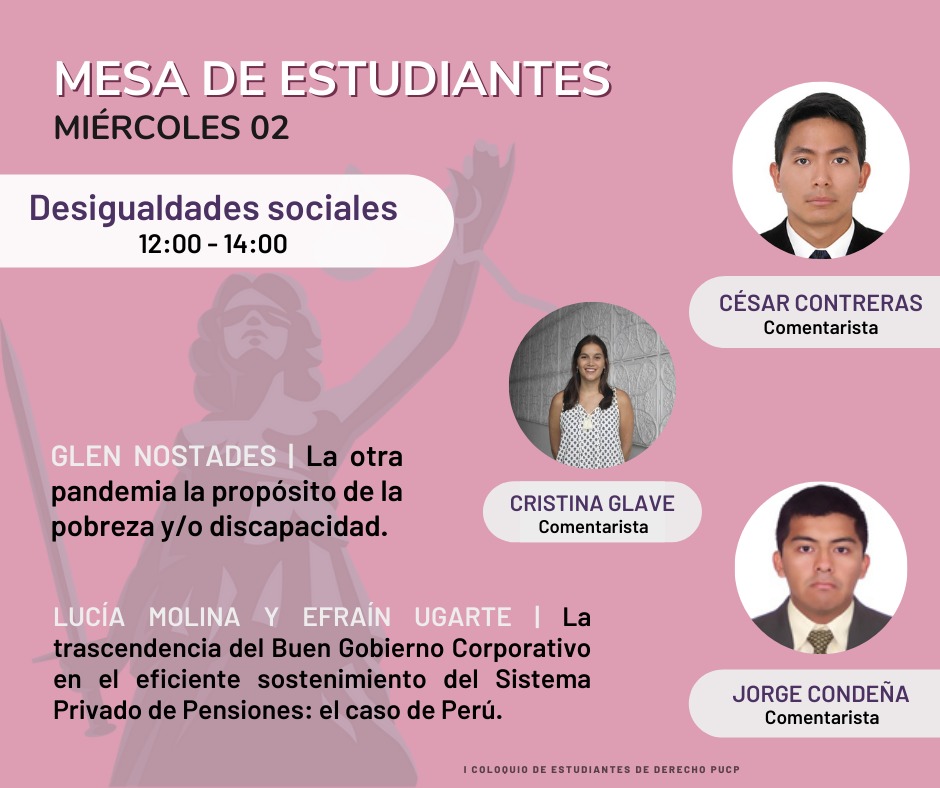 MESA DE ESTUDIANTES
MIÉRCOLES 02
Desigualdades sociales
12:00 - 14:00
CÉSAR CONTRERAS
Comentarista
GLEN NOSTADES | La otra
pandemia la propósito de la
pobreza y/o discapacidad.
CRISTINA GLAVE
Comentarista
LUCÍA MOLINA Y EFRAÍN UGARTE | La
trascendencia del Buen Gobierno Corporativo
en el eficiente sostenimiento del Sistema
Privado de Pensiones: el caso de Perú.
JORGE CONDEÑA
Comentarista
I COLOQUIO DE ESTUDIANTES DE DERECHO PUCP